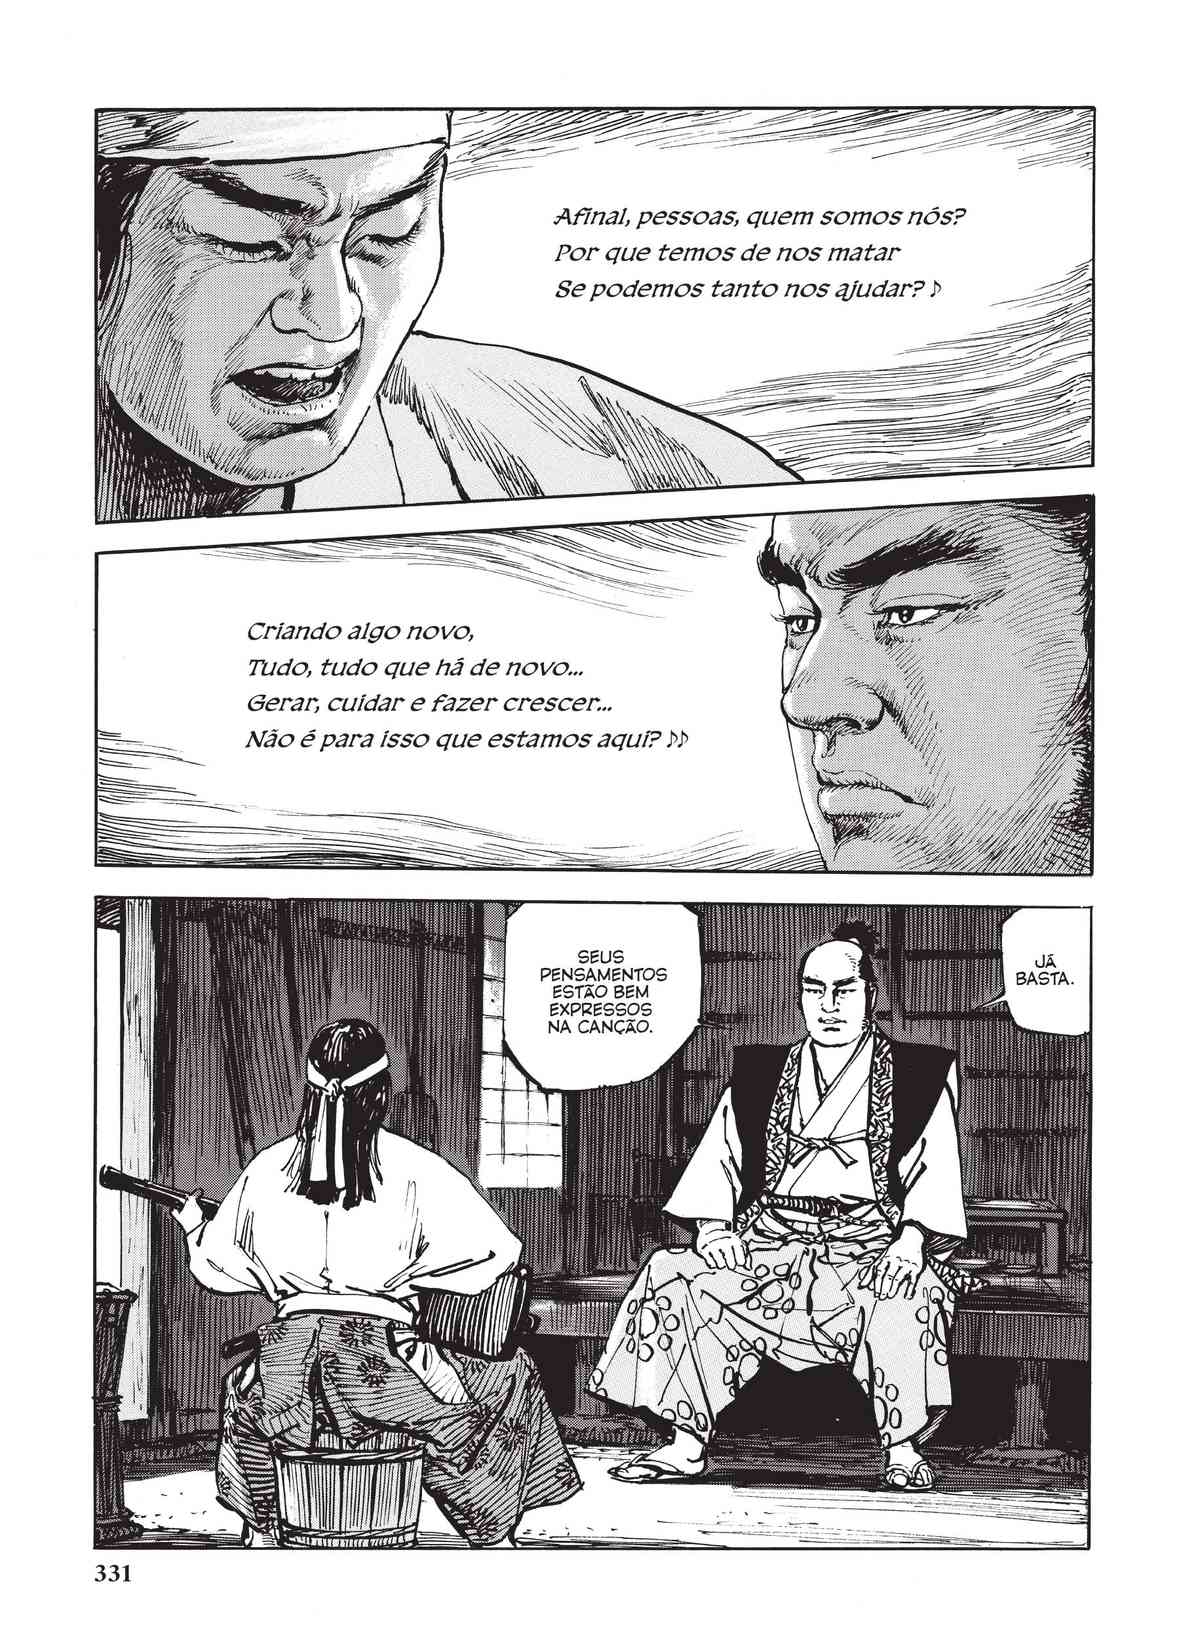 Afinal, pessoas, quem somos nós?
Por que temos de nos matar
Se podemos tanto nos ajudar? ♪
Criando algo novo,
Tudo, tudo que há de novo...
Gerar, cuidar e fazer crescer...
Não é para isso que estamos aqui? ♪♪
JÁ
BASTA.
SEUS
PENSAMENTOS
ESTÃO BEM
EXPRESSOS
NA CANÇÃO.
331